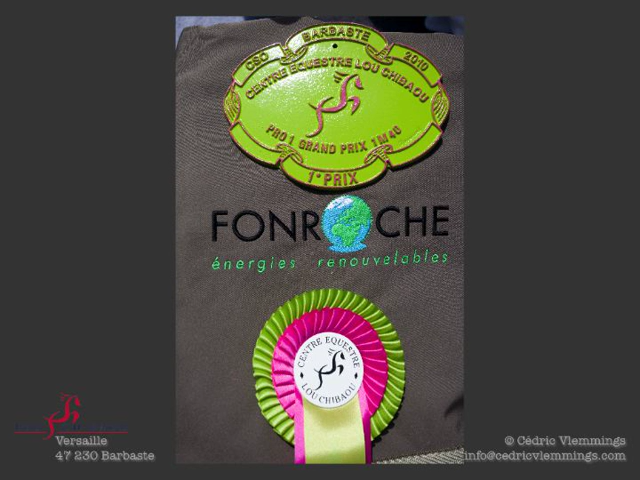 CSO BARBASTE 2010
CENTRE EQUESTRE LOU CHIBAOU
PRO 1 GRAND PRIX 1M40
1° PRIX
FONROCHE
énergies renouvelables
CENTRE EQUESTRE
LOU CHIBAOU
Versaille
47 230 Barbaste
© Cédric Vlemmings
info@cedricvlemmings.com